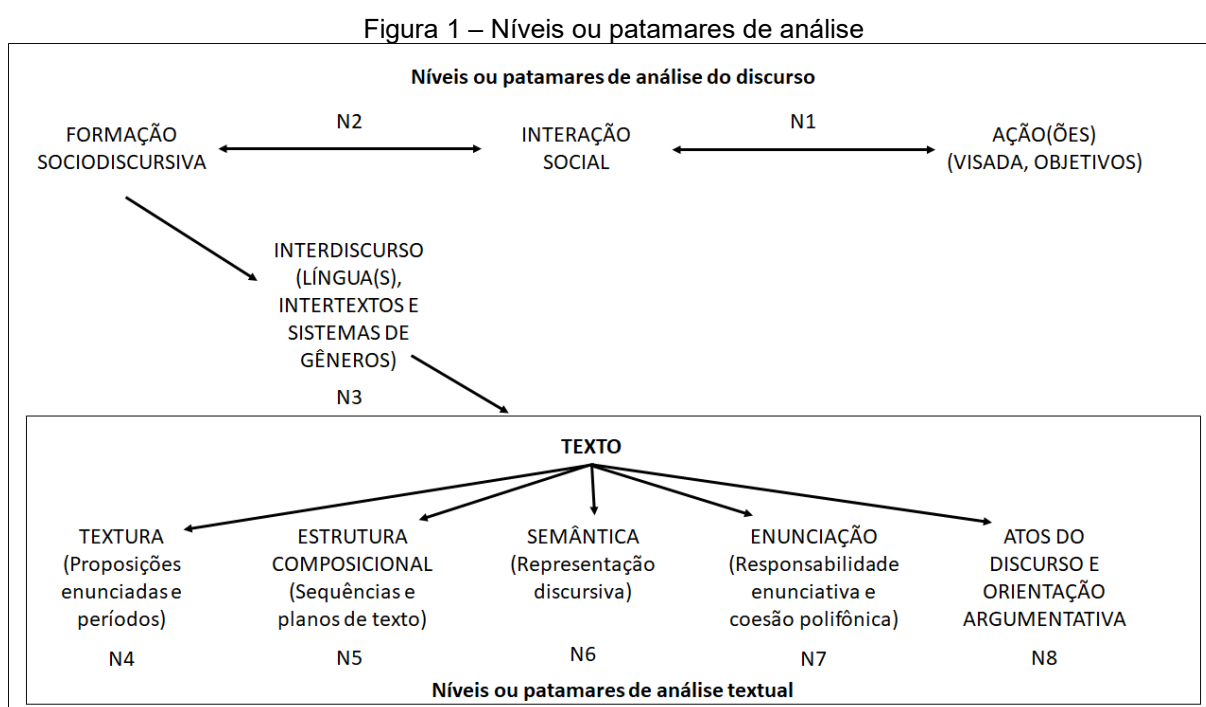 Figura 1 – Níveis ou patamares de análise
Níveis ou patamares de análise do discurso
FORMAÇÃO
SOCIODISCURSIVA
N2
INTERAÇÃO
SOCIAL
N1
AÇÃO(ÕES)
(VISADA, OBJETIVOS)
INTERDISCURSO
(LÍNGUA(S),
INTERTEXTOS E
SISTEMAS DE
GÊNEROS)
N3
TEXTO
TEXTURA
(Proposições
enunciadas e
períodos)
N4
ESTRUTURA
COMPOSICIONAL
(Sequências e
planos de texto)
N5
SEMÂNTICA
(Representação
discursiva)
N6
ENUNCIAÇÃO
(Responsabilidade
enunciativa e
coesão polifônica)
N7
ATOS DO
DISCURSO E
ORIENTAÇÃO
ARGUMENTATIVA
N8
Níveis ou patamares de análise textual